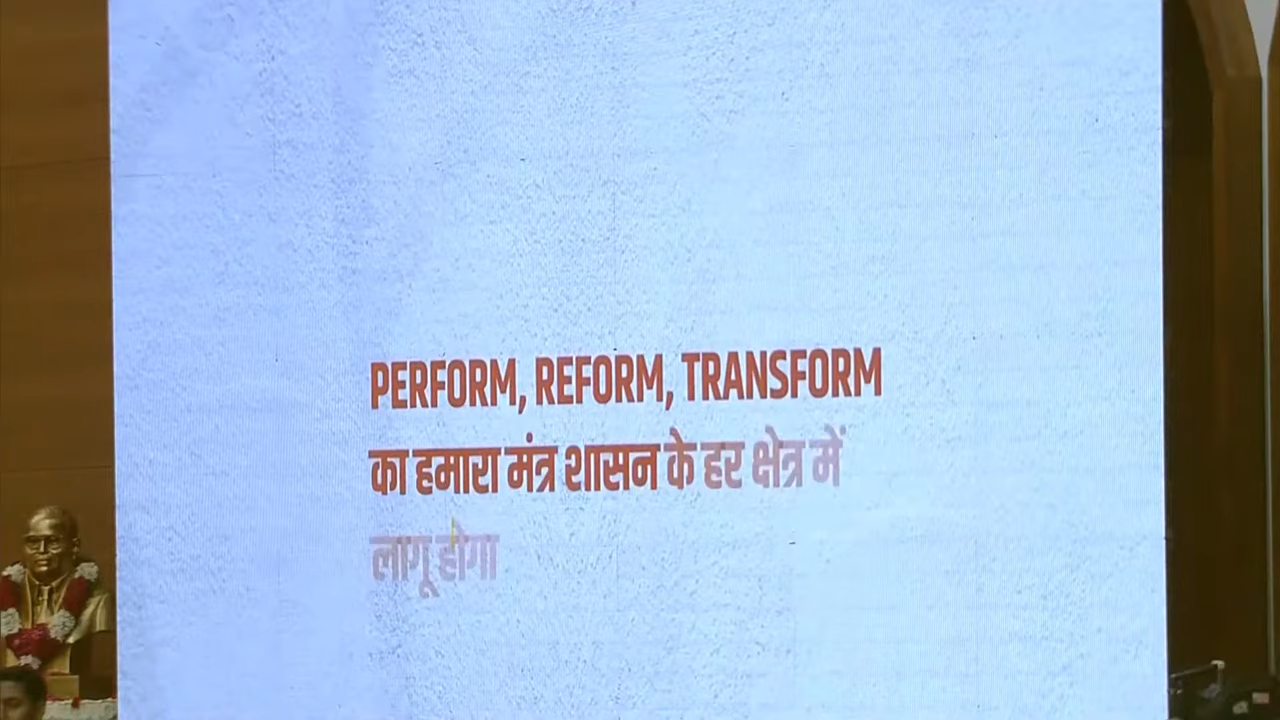 PERFORM, REFORM, TRANSFORM
का हमारा मंत्र शासन के हर क्षेत्र में
लागू होगा